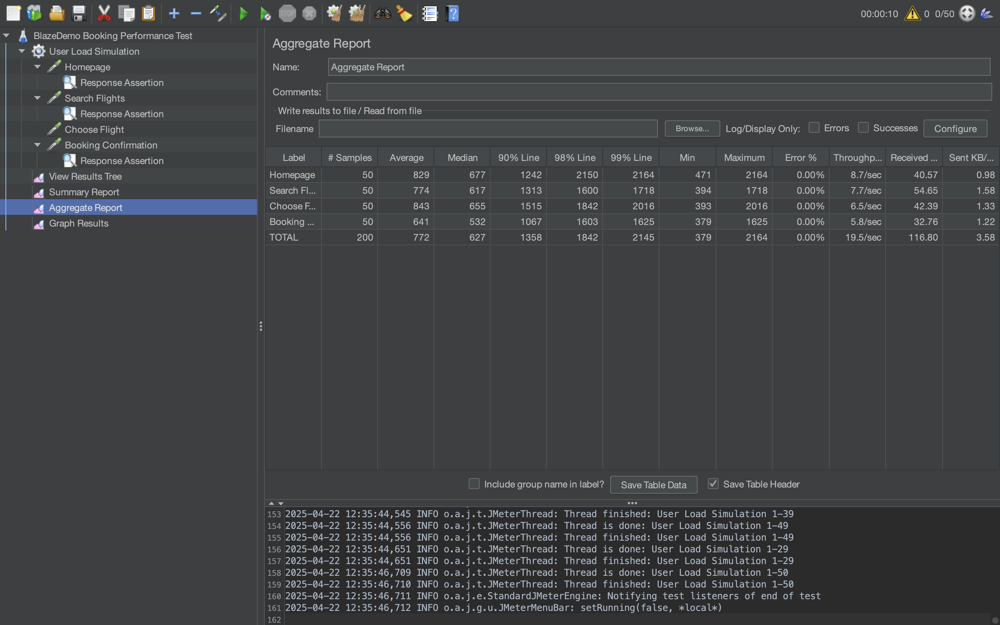 STOP
00:00:10 0 0/50
BlazeDemo Booking Performance Test
User Load Simulation
Homepage
Response Assertion
Search Flights
Response Assertion
Choose Flight
Booking Confirmation
Response Assertion
View Results Tree
Summary Report
Aggregate Report
Graph Results
Aggregate Report
Name: Aggregate Report
Comments:
Write results to file / Read from file
Filename Browse... Log/Display Only: Errors Successes Configure
Label # Samples Average Median 90% Line 98% Line 99% Line Min Maximum Error % Throughp... Received ... Sent KB/...
Homepage 50 829 677 1242 2150 2164 471 2164 0.00% 8.7/sec 40.57 0.98
Search Fl... 50 774 617 1313 1600 1718 394 1718 0.00% 7.7/sec 54.65 1.58
Choose F... 50 843 655 1515 1842 2016 393 2016 0.00% 6.5/sec 42.39 1.33
Booking ... 50 641 532 1067 1603 1625 379 1625 0.00% 5.8/sec 32.76 1.22
TOTAL 200 772 627 1358 1842 2145 379 2164 0.00% 19.5/sec 116.80 3.58
Include group name in label? Save Table Data Save Table Header
153 2025-04-22 12:35:44,545 INFO o.a.j.t.JMeterThread: Thread finished: User Load Simulation 1-39
154 2025-04-22 12:35:44,556 INFO o.a.j.t.JMeterThread: Thread is done: User Load Simulation 1-49
155 2025-04-22 12:35:44,556 INFO o.a.j.t.JMeterThread: Thread finished: User Load Simulation 1-49
156 2025-04-22 12:35:44,651 INFO o.a.j.t.JMeterThread: Thread is done: User Load Simulation 1-29
157 2025-04-22 12:35:44,651 INFO o.a.j.t.JMeterThread: Thread finished: User Load Simulation 1-29
158 2025-04-22 12:35:46,709 INFO o.a.j.t.JMeterThread: Thread is done: User Load Simulation 1-50
159 2025-04-22 12:35:46,710 INFO o.a.j.t.JMeterThread: Thread finished: User Load Simulation 1-50
160 2025-04-22 12:35:46,711 INFO o.a.j.e.StandardJMeterEngine: Notifying test listeners of end of test
161 2025-04-22 12:35:46,712 INFO o.a.j.g.u.JMeterMenuBar: setRunning(false, *local*)
162